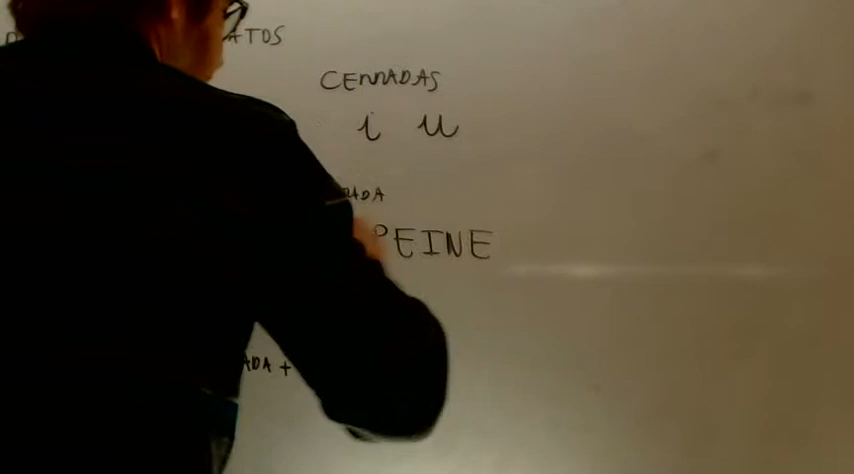 ATOS
CERRADAS
i u
ADA
PEINE
ADA +